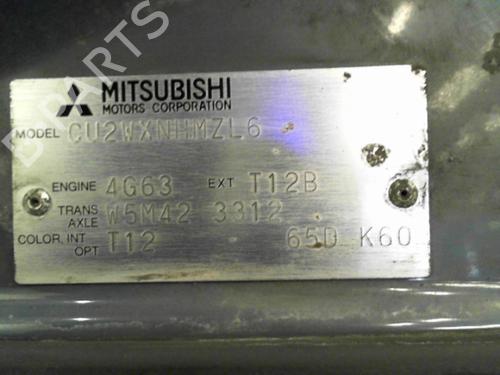 B PARTS
MITSUBISHI
MOTORS CORPORATION
MODEL CU2WXNHMZL6
ENGINE 4G63 EXT T12B
TRANS AXLE W5M42 3312
COLOR, INT OPT T12 65D K60